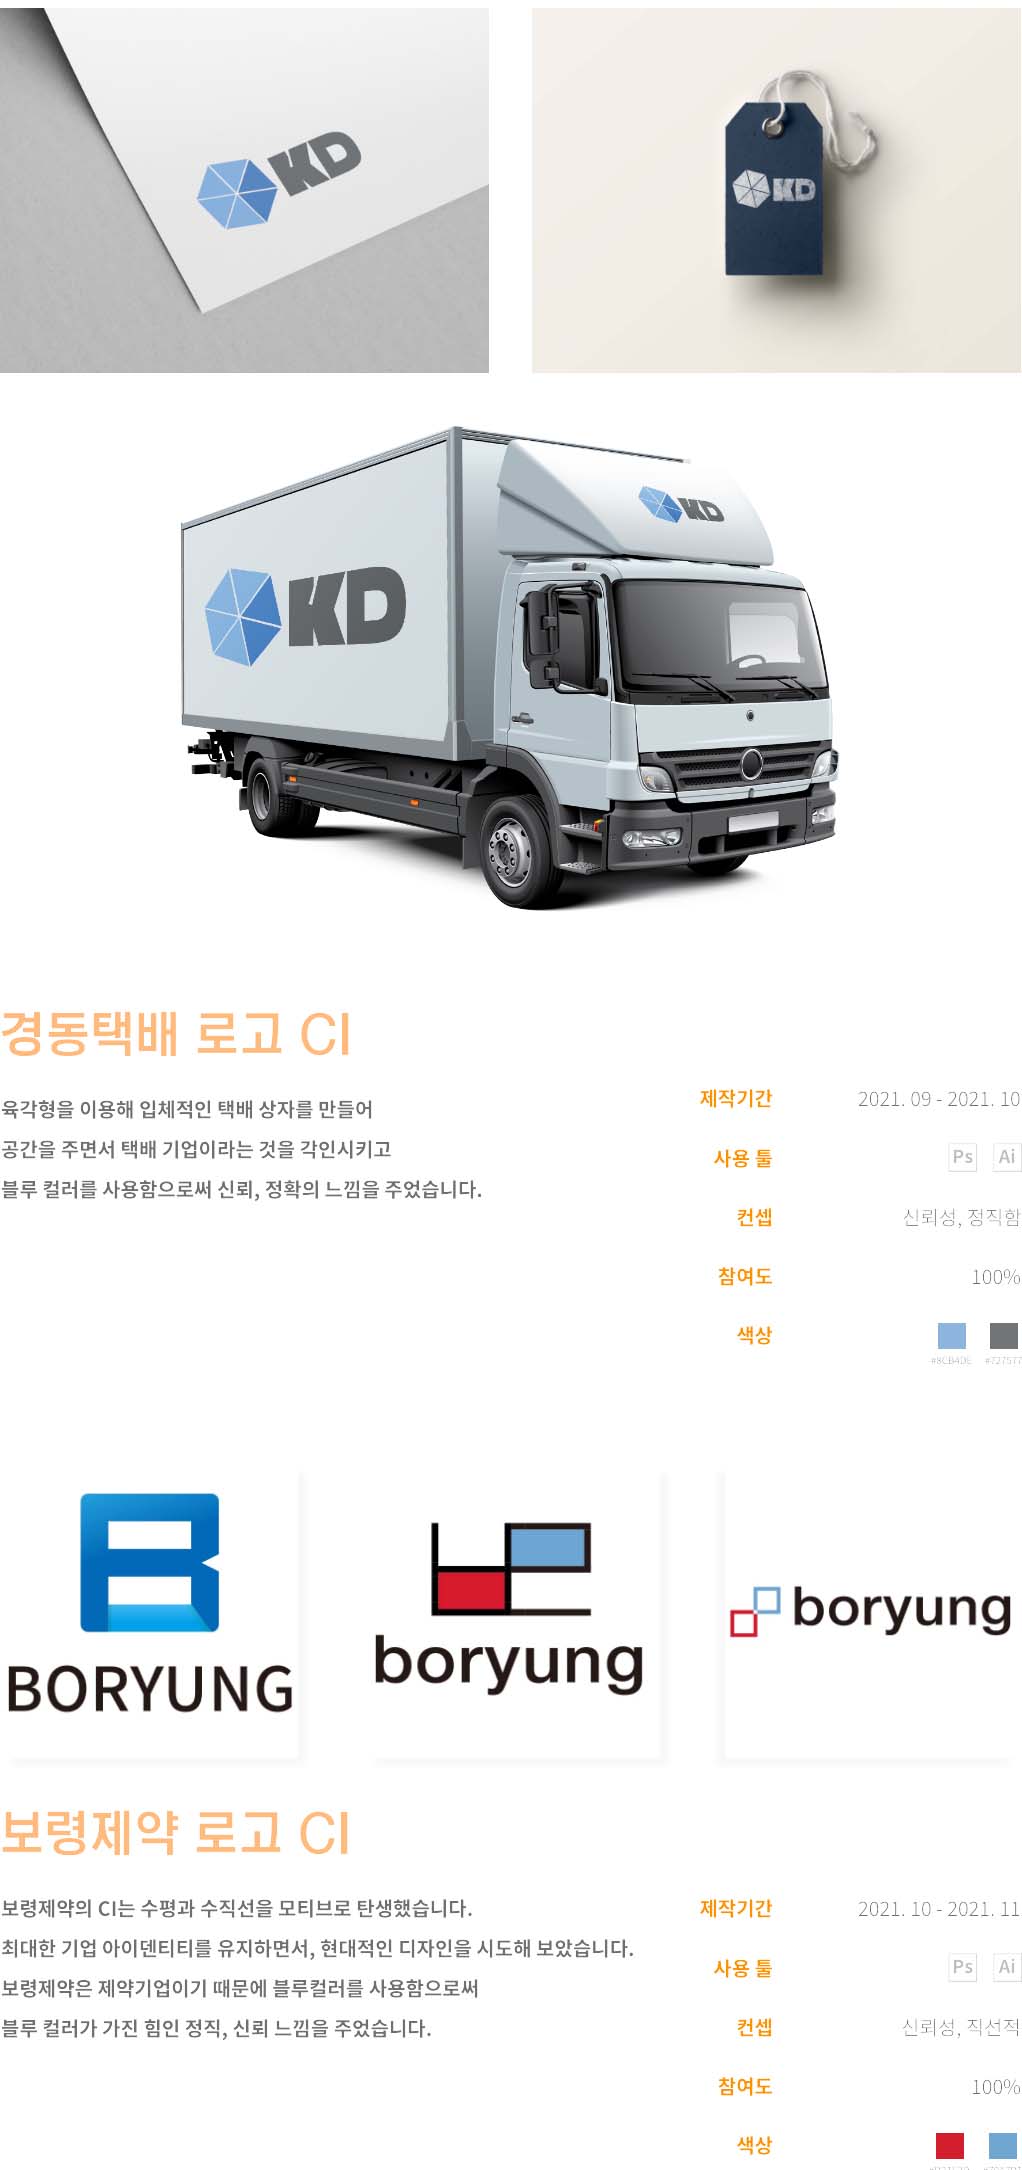 KD
KD
KD
KD
경동택배 로고 CI
육각형을 이용해 입체적인 택배 상자를 만들어
공간을 주면서 택배 기업이라는 것을 각인시키고
블루 컬러를 사용함으로써 신뢰, 정확의 느낌을 주었습니다.
제작기간 2021. 09 - 2021. 10
사용 툴 Ps Ai
컨셉 신뢰성, 정직함
참여도 100%
색상
#8CB4DE #727577
BORYUNG
boryung
boryung
보령제약 로고 CI
보령제약의 CI는 수평과 수직선을 모티브로 탄생했습니다.
최대한 기업 아이덴티티를 유지하면서, 현대적인 디자인을 시도해 보았습니다.
보령제약은 제약기업이기 때문에 블루컬러를 사용함으로써
블루 컬러가 가진 힘인 정직, 신뢰 느낌을 주었습니다.
제작기간 2021. 10 - 2021. 11
사용 툴 Ps Ai
컨셉 신뢰성, 직선적
참여도 100%
색상